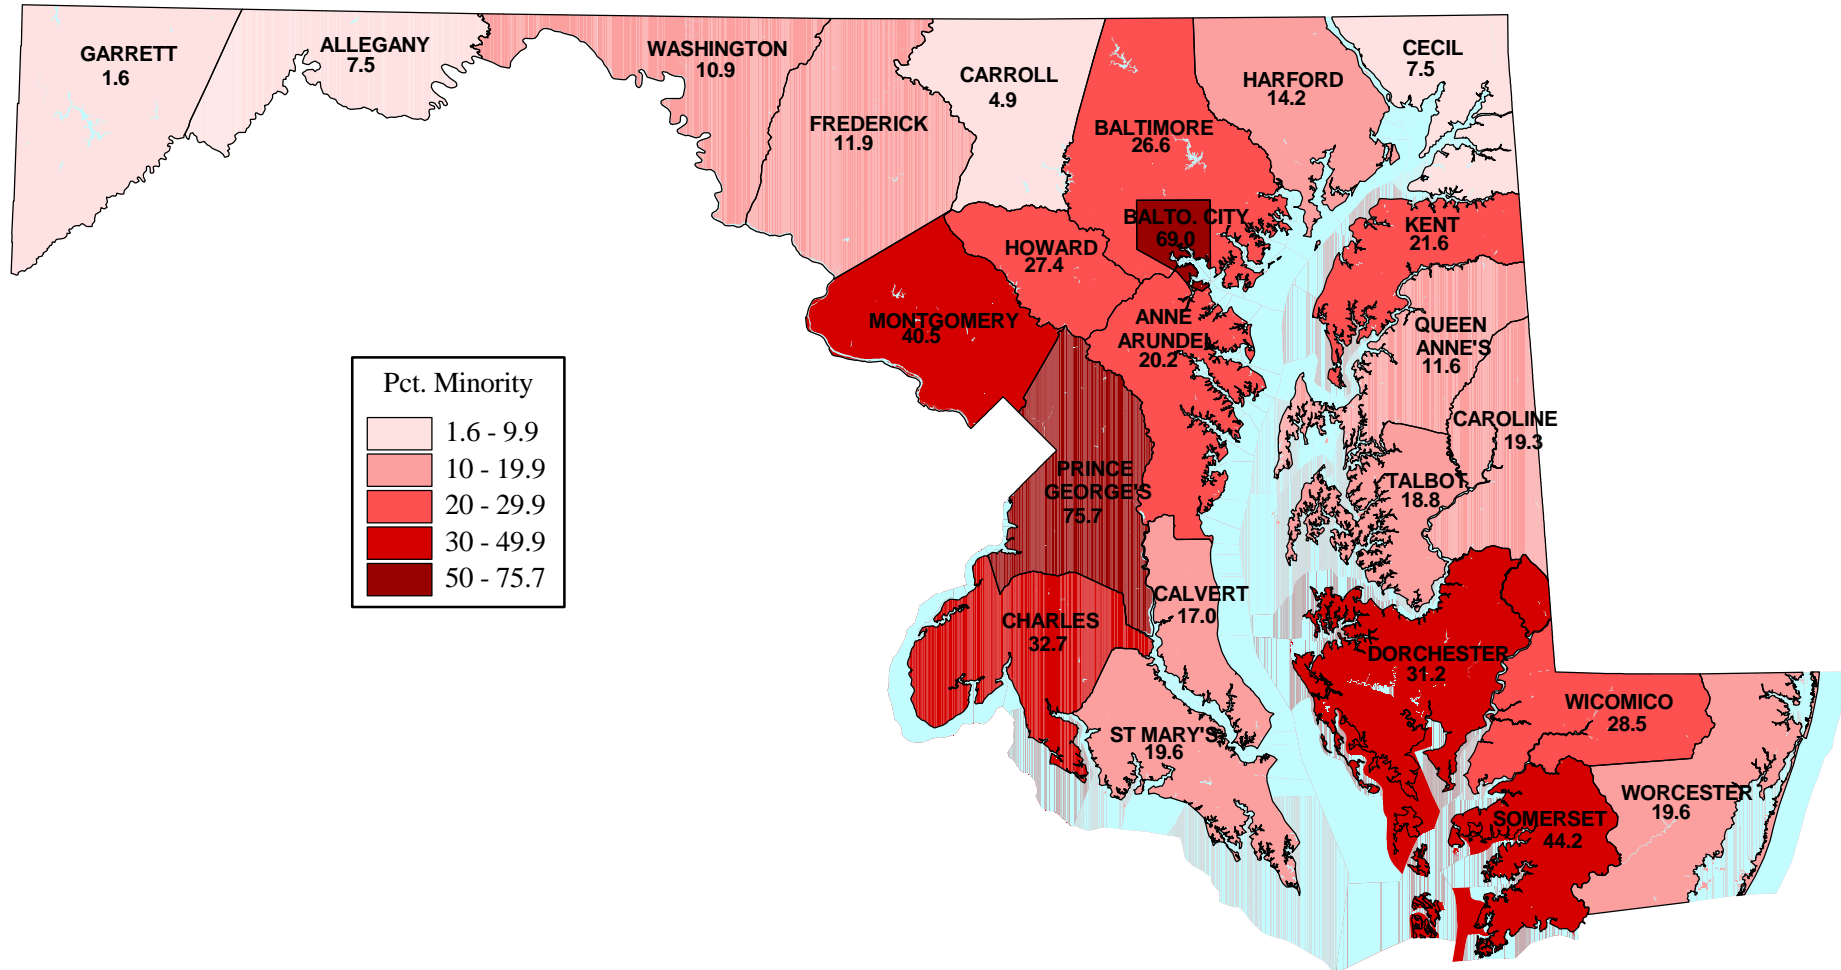 GARRETT
1.6
ALLEGANY
7.5
WASHINGTON
10.9
FREDERICK
11.9
CARROLL
4.9
BALTIMORE
26.6
HARFORD
14.2
CECIL
7.5
BALTO. CITY
69.0
HOWARD
27.4
KENT
21.6
MONTGOMERY
40.5
ANNE
ARUNDEL
20.2
QUEEN
ANNE'S
11.6
CAROLINE
19.3
TALBOT
18.8
PRINCE
GEORGE'S
75.7
CALVERT
17.0
CHARLES
32.7
DORCHESTER
31.2
ST MARY'S
19.6
WICOMICO
28.5
WORCESTER
19.6
SOMERSET
44.2
Pct. Minority
1.6 - 9.9
10 - 19.9
20 - 29.9
30 - 49.9
50 - 75.7